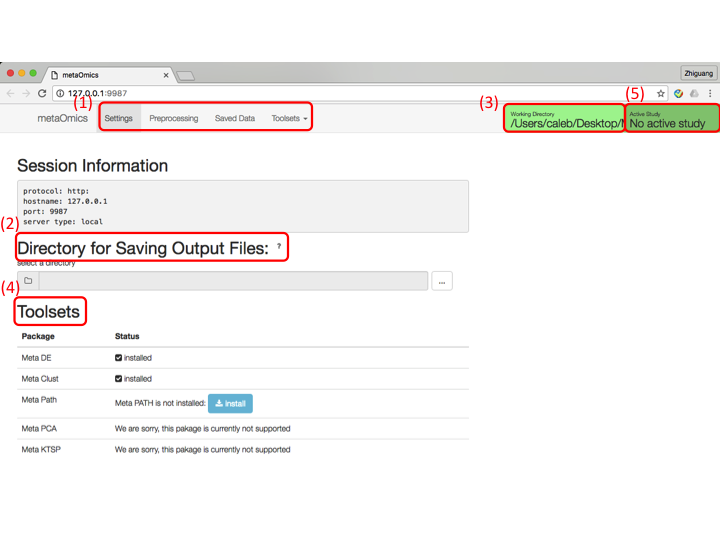 metaOmics
Zhiguang
127.0.0.1:9987
(1)
(3)
(5)
metaOmics
Settings
Preprocessing
Saved Data
Toolsets
Working Directory
/Users/caleb/Desktop/M
Active Study
No active study
Session Information
protocol: http:
hostname: 127.0.0.1
port: 9987
server type: local
(2)
Directory for Saving Output Files: ?
select a directory
...
(4)
Toolsets
Package Status
Meta DE installed
Meta Clust installed
Meta Path Meta PATH is not installed: Install
Meta PCA We are sorry, this pakage is currently not supported
Meta KTSP We are sorry, this pakage is currently not supported